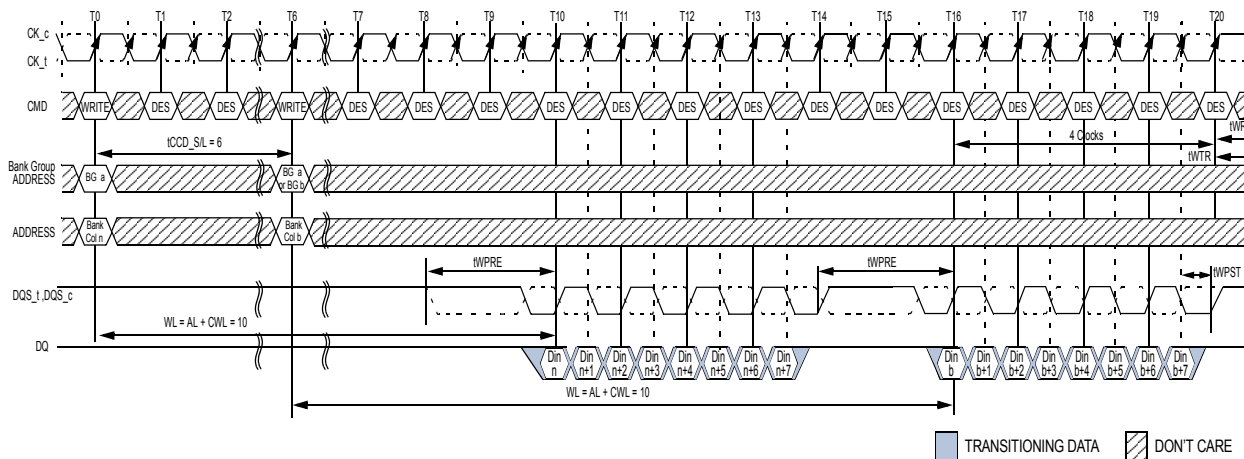 T0 T1 T2 T6 T7 T8 T9 T10 T11 T12 T13 T14 T15 T16 T17 T18 T19 T20
CK_c
CK_t
CMD WRITE DES DES WRITE DES DES DES DES DES DES DES DES DES DES DES DES DES DES
tCCD_S/L = 6
4 Clocks
tWR
tWTR
Bank Group
ADDRESS
BG a
BG a
or BG b
ADDRESS
Bank
Col n
Bank
Col b
tWPRE
tWPRE
tWPST
DQS_t ,DQS_c
WL = AL + CWL = 10
DQ
Din Din Din Din Din Din Din Din Din Din Din Din Din Din Din Din
n n+1 n+2 n+3 n+4 n+5 n+6 n+7 b b+1 b+2 b+3 b+4 b+5 b+6 b+7
WL = AL + CWL = 10
TRANSITIONING DATA DON'T CARE